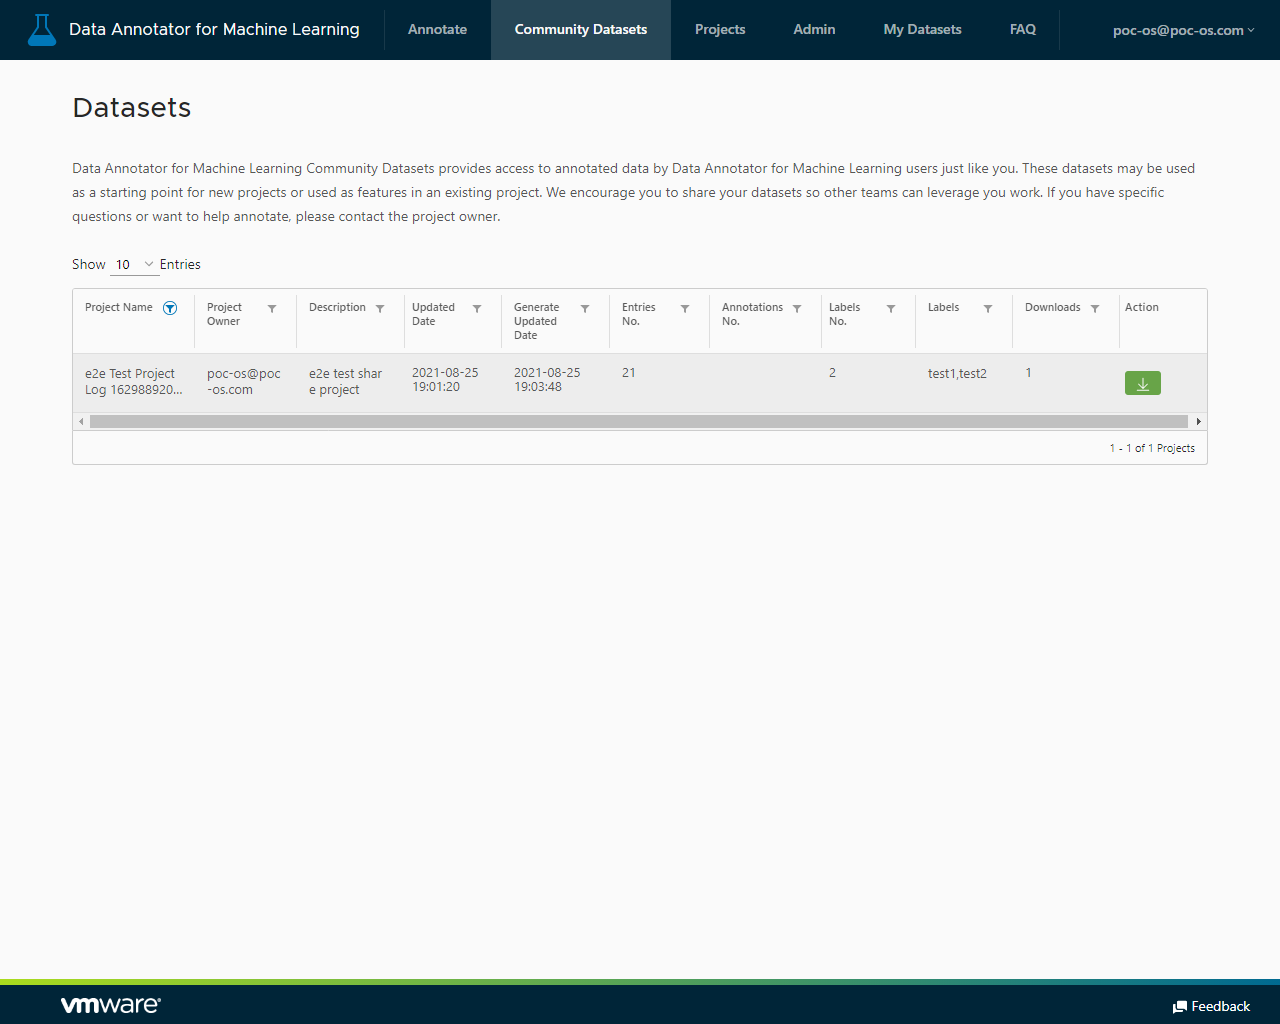 Data Annotator for Machine Learning Annotate Community Datasets Projects Admin My Datasets FAQ poc-os@poc-os.com
Datasets
Data Annotator for Machine Learning Community Datasets provides access to annotated data by Data Annotator for Machine Learning users just like you. These datasets may be used
as a starting point for new projects or used as features in an existing project. We encourage you to share your datasets so other teams can leverage you work. If you have specific
questions or want to help annotate, please contact the project owner.
Show 10 Entries
Project Name Project Owner Description Updated Date Generate Updated Date Entries No. Annotations No. Labels No. Labels Downloads Action
e2e Test Project Log 162988920... poc-os@poc-os.com e2e test share project 2021-08-25 19:01:20 2021-08-25 19:03:48 21 2 test1,test2 1
1 - 1 of 1 Projects
vmware Feedback